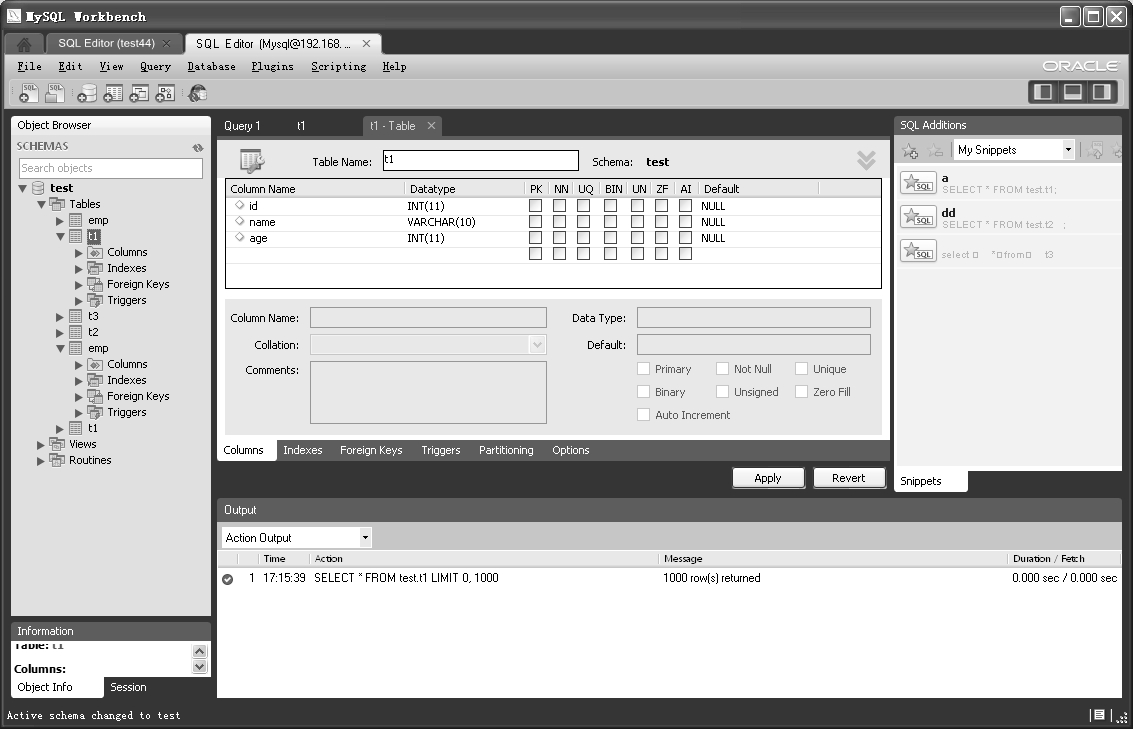 MySQL Workbench
SQL Editor (test44)
SQL Editor (Mysql@192.168. ...
File Edit View Query Database Plugins Scripting Help
ORACLE
Object Browser
SCHEMAS
Search objects
test
Tables
emp
t1
Columns
Indexes
Foreign Keys
Triggers
t3
t2
emp
Columns
Indexes
Foreign Keys
Triggers
t1
Views
Routines
Information
Table: t1
Columns:
Object Info Session
Query 1 t1 t1 - Table
Table Name: t1 Schema: test
Column Name Datatype PK NN UQ BIN UN ZF AI Default
id INT(11) NULL
name VARCHAR(10) NULL
age INT(11) NULL
Column Name: Data Type:
Collation: Default:
Comments: Primary Not Null Unique
Binary Unsigned Zero Fill
Auto Increment
Columns Indexes Foreign Keys Triggers Partitioning Options
Apply Revert
SQL Additions
My Snippets
SQL a
SELECT * FROM test.t1;
SQL dd
SELECT * FROM test.t2 ;
SQL select □ *□from□ t3
Snippets
Output
Action Output
Time Action Message Duration / Fetch
1 17:15:39 SELECT * FROM test.t1 LIMIT 0, 1000 1000 row(s) returned 0.000 sec / 0.000 sec
Active schema changed to test